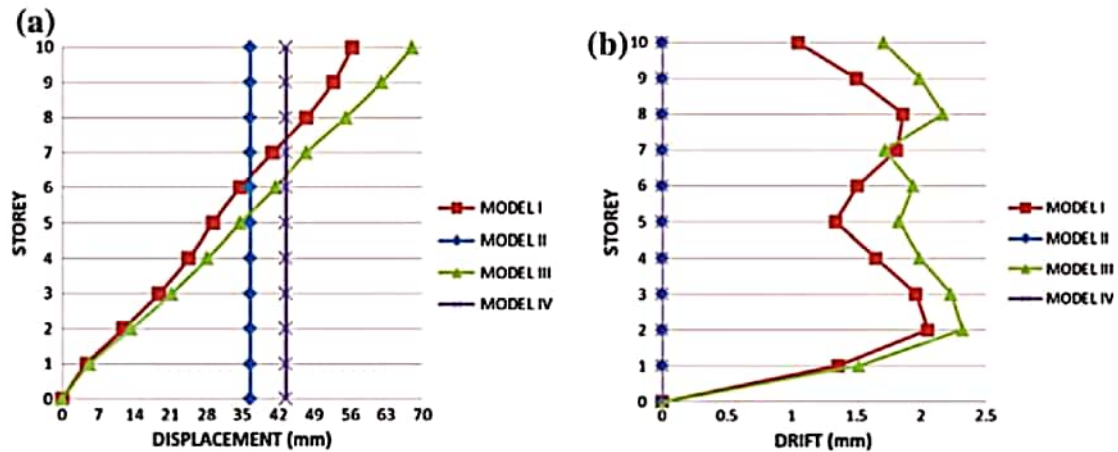 (a)
10
9
8
7
6
5
4
3
2
1
0
STOREY
0 7 14 21 28 35 42 49 56 63 70
DISPLACEMENT (mm)
MODEL I
MODEL II
MODEL III
MODEL IV
(b)
10
9
8
7
6
5
4
3
2
1
0
STOREY
0 0.5 1 1.5 2 2.5
DRIFT (mm)
MODEL I
MODEL II
MODEL III
MODEL IV